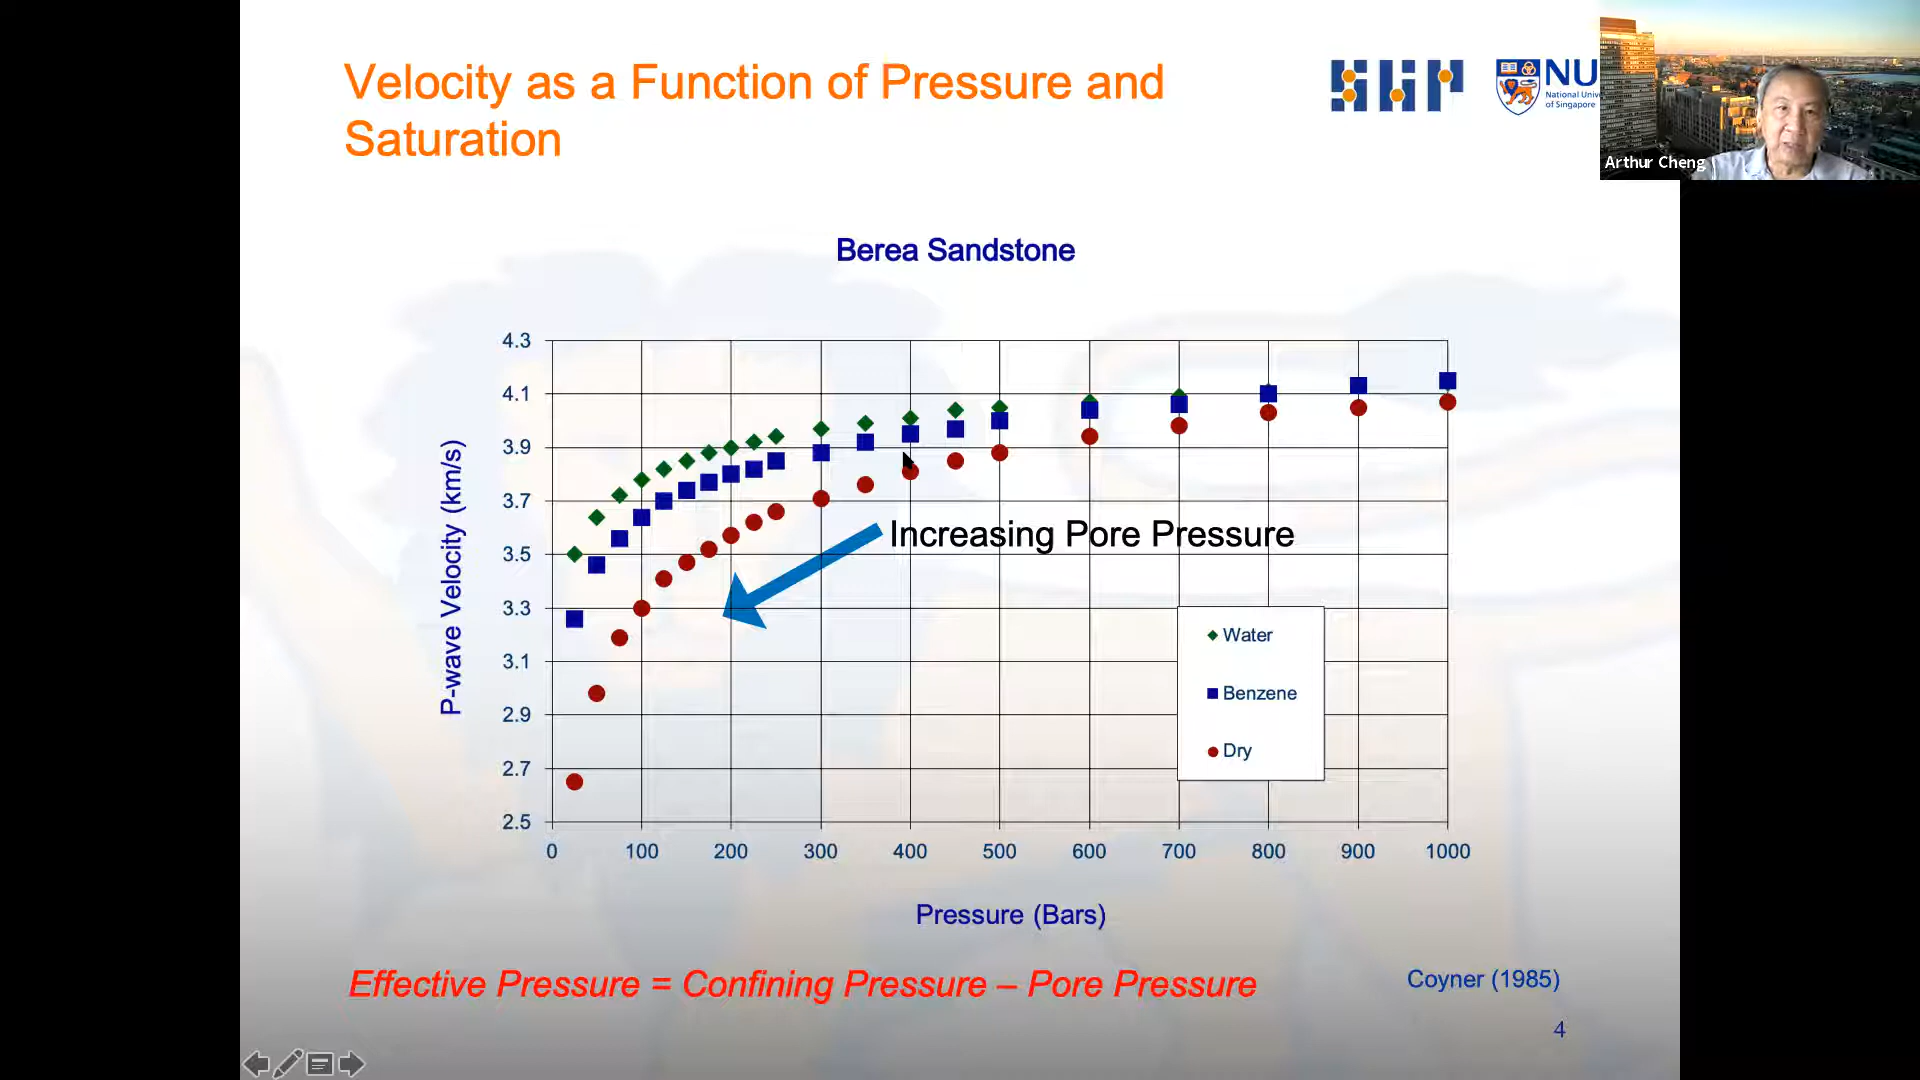 Velocity as a Function of Pressure and
Saturation
SEIP
NU
National Unive
of Singapore
Arthur Cheng
Berea Sandstone
4.3
4.1
3.9
3.7
3.5
3.3
3.1
2.9
2.7
2.5
P-wave Velocity (km/s)
Increasing Pore Pressure
Water
Benzene
Dry
0 100 200 300 400 500 600 700 800 900 1000
Pressure (Bars)
Effective Pressure = Confining Pressure – Pore Pressure
Coyner (1985)
4